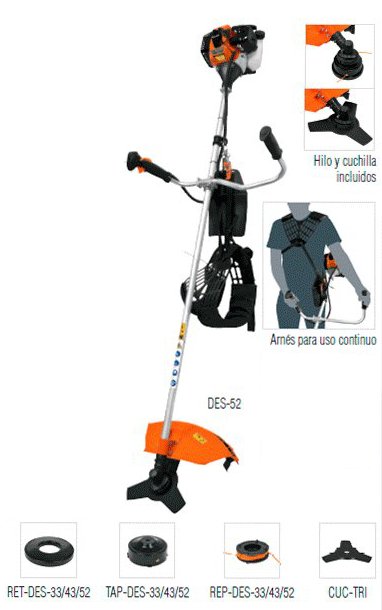 Hilo y cuchilla
incluidos
Arnés para uso continuo
DES-52
RET-DES-33/43/52
TAP-DES-33/43/52
REP-DES-33/43/52
CUC-TRI